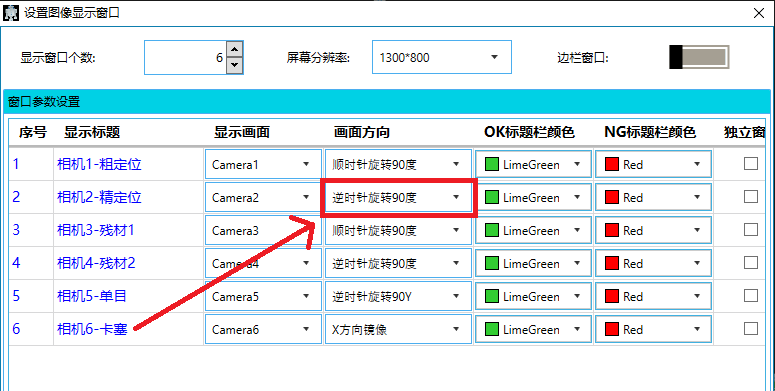 设置图像显示窗口
显示窗口个数: 6 屏幕分辨率: 1300*800 边栏窗口:
窗口参数设置
序号 显示标题 显示画面 画面方向 OK标题栏颜色 NG标题栏颜色 独立窗
1 相机1-粗定位 Camera1 顺时针旋转90度 LimeGreen Red
2 相机2-精定位 Camera2 逆时针旋转90度 LimeGreen Red
3 相机3-残材1 Camera3 顺时针旋转90度 LimeGreen Red
4 相机4-残材2 Camera4 逆时针旋转90度 LimeGreen Red
5 相机5-单目 Camera5 逆时针旋转90Y LimeGreen Red
6 相机6-卡塞 Camera6 X方向镜像 LimeGreen Red